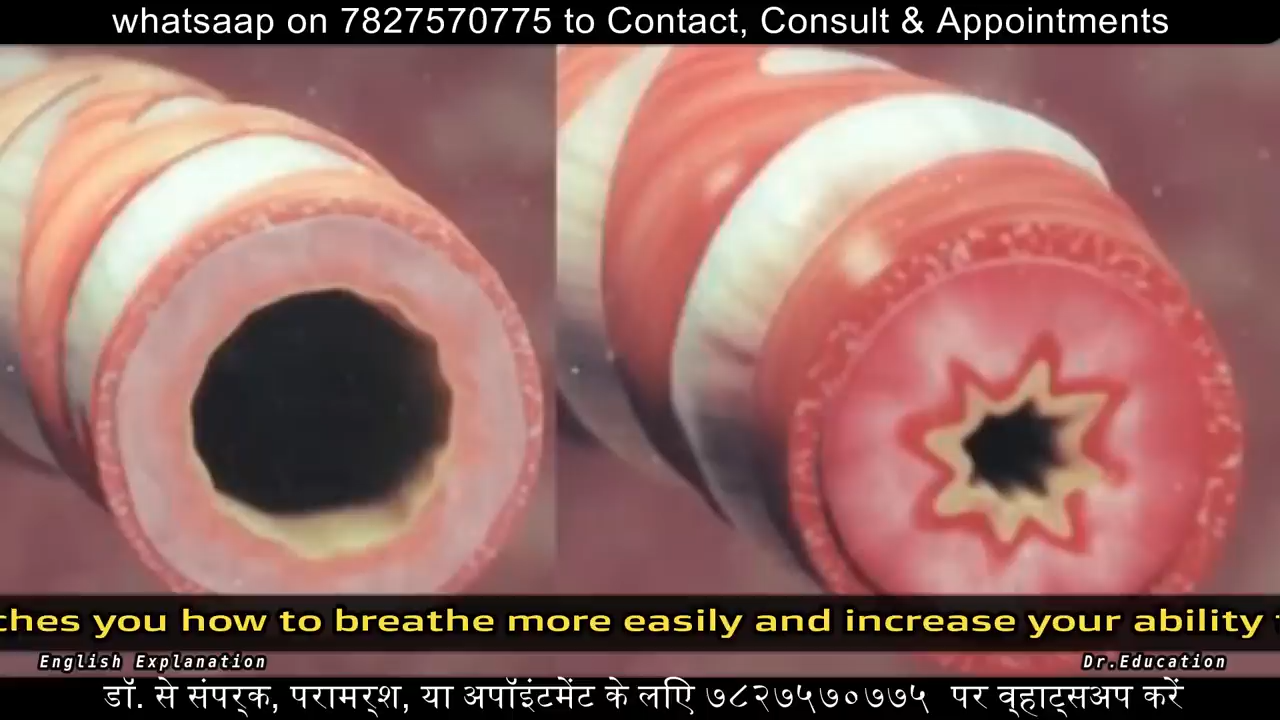 whatsaap on 7827570775 to Contact, Consult & Appointments
ches you how to breathe more easily and increase your ability
English Explanation
Dr.Education
डॉ. से संपर्क, परामर्श, या अपॉइंटमेंट के लिए ७८२७५७०७७५ पर व्हाट्सअप करें